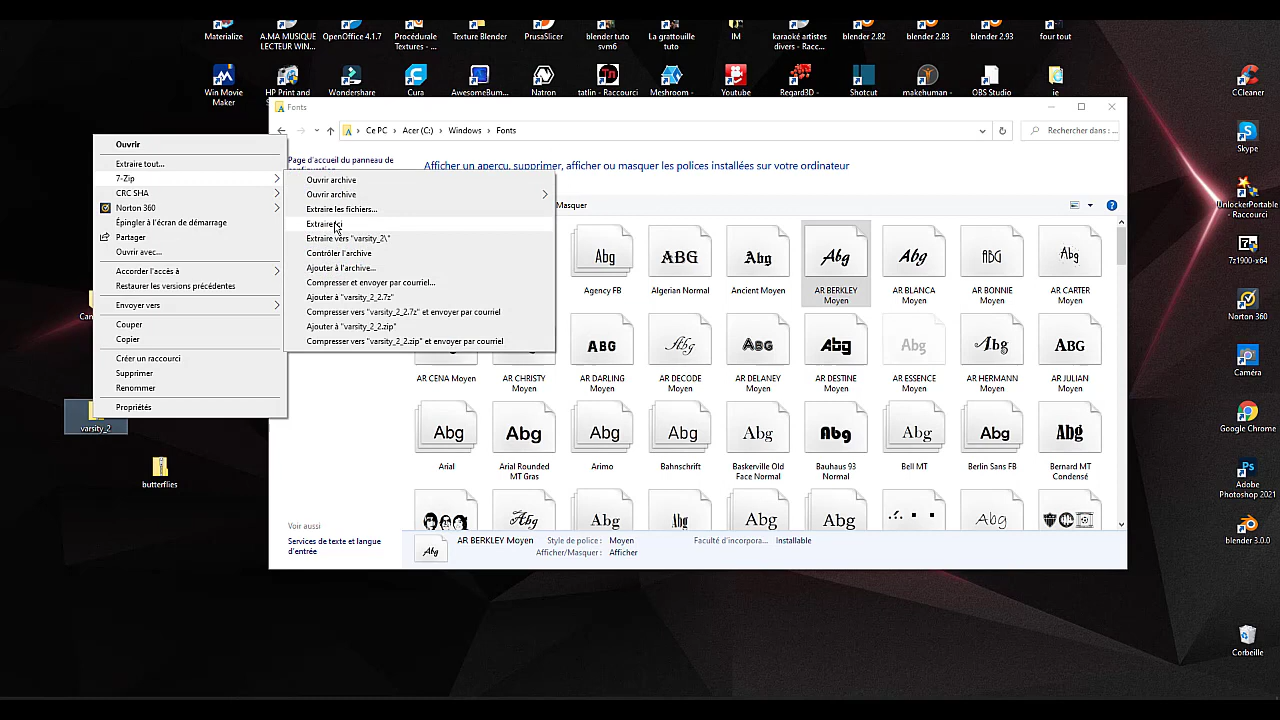 Materialize
A.MA MUSIQUE
LECTEUR WIN...
OpenOffice 4.1.7
Procédurale
Textures - ...
Texture Blender
PrusaSlicer
blender tuto
svm6
La grattouille
tuto
IM
karaoké artistes
divers - Racc...
blender 2.82
blender 2.83
blender 2.93
four tout
Win Movie
Maker
HP Print and
Wondershare
Cura
AwesomeBum...
Natron
tatlin - Raccourci
Meshroom - ...
Youtube
Regard3D -
Shotcut
makehuman -
OBS Studio
ie
CCleaner
Skype
UnlockerPortable
- Raccourci
7z1900-x64
Norton 360
Caméra
Google Chrome
Adobe
Photoshop 2021
blender 3.0.0
Corbeille
varsity_2
butterflies
Fonts
Ce PC
Acer (C:)
Windows
Fonts
Rechercher dans : ...
Page d'accueil du panneau de
Afficher un aperçu, supprimer, afficher ou masquer les polices installées sur votre ordinateur
Masquer
Ouvrir
Extraire tout...
7-Zip
CRC SHA
Norton 360
Épingler à l'écran de démarrage
Partager
Ouvrir avec...
Accorder l'accès à
Restaurer les versions précédentes
Envoyer vers
Couper
Copier
Créer un raccourci
Supprimer
Renommer
Propriétés
Ouvrir archive
Ouvrir archive
Extraire les fichiers...
Extraire ici
Extraire vers "varsity_2\"
Contrôler l'archive
Ajouter à l'archive...
Compresser et envoyer par courriel...
Ajouter à "varsity_2_2.7z"
Compresser vers "varsity_2_2.7z" et envoyer par courriel
Ajouter à "varsity_2_2.zip"
Compresser vers "varsity_2_2.zip" et envoyer par courriel
Abg
ABG
Abg
Abg
Abg
ABG
Abg
Agency FB
Algerian Normal
Ancient Moyen
AR BERKLEY
Moyen
AR BLANCA
Moyen
AR BONNIE
Moyen
AR CARTER
Moyen
ABG
Abg
ABG
Abg
Abg
Abg
ABG
AR CENA Moyen
AR CHRISTY
Moyen
AR DARLING
Moyen
AR DECODE
Moyen
AR DELANEY
Moyen
AR DESTINE
Moyen
AR ESSENCE
Moyen
AR HERMANN
Moyen
AR JULIAN
Moyen
Abg
Abg
Abg
Abg
Abg
Abg
Abg
Abg
Abg
Arial
Arial Rounded
MT Gras
Arimo
Bahnschrift
Baskerville Old
Face Normal
Bauhaus 93
Normal
Bell MT
Berlin Sans FB
Bernard MT
Condensé
Abg
Abg
Abg
Abg
Abg
Abg
Voir aussi
Services de texte et langue
d'entrée
Abg
AR BERKLEY Moyen
Style de police :
Moyen
Afficher/Masquer :
Afficher
Faculté d'incorpora...
Installable